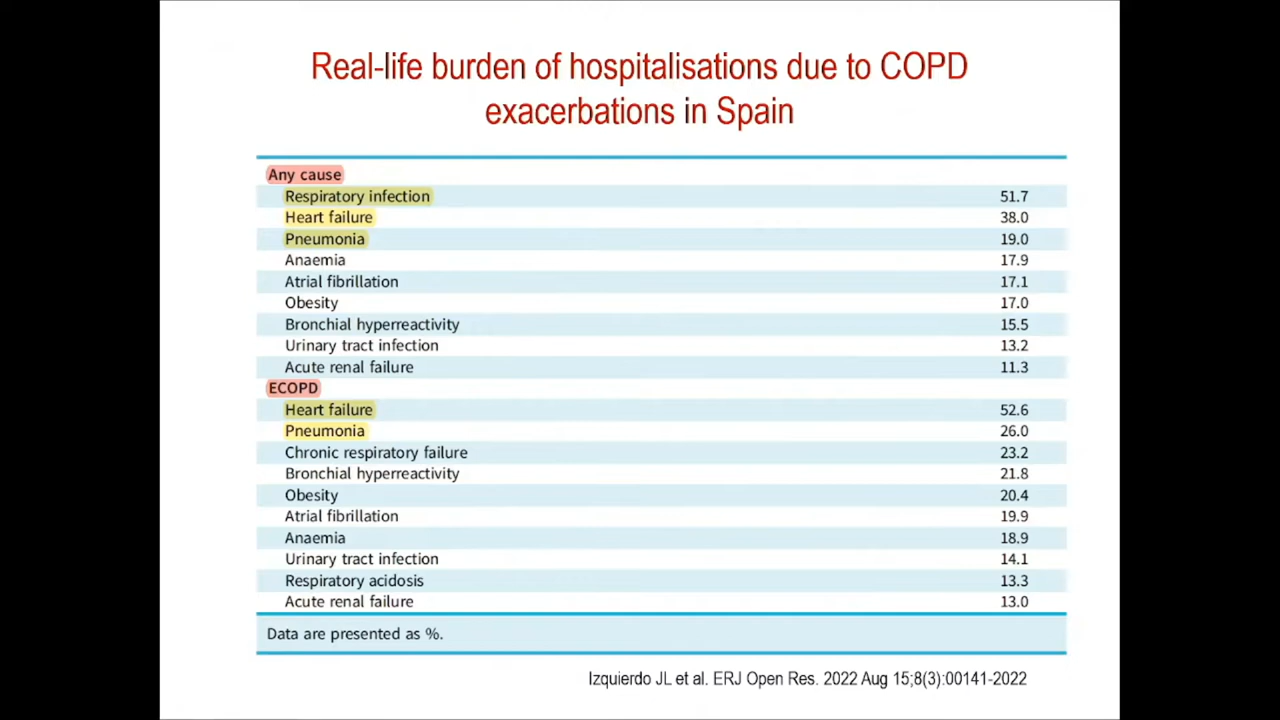 Real-life burden of hospitalisations due to COPD
exacerbations in Spain
Any cause
Respiratory infection 51.7
Heart failure 38.0
Pneumonia 19.0
Anaemia 17.9
Atrial fibrillation 17.1
Obesity 17.0
Bronchial hyperreactivity 15.5
Urinary tract infection 13.2
Acute renal failure 11.3
ECOPD
Heart failure 52.6
Pneumonia 26.0
Chronic respiratory failure 23.2
Bronchial hyperreactivity 21.8
Obesity 20.4
Atrial fibrillation 19.9
Anaemia 18.9
Urinary tract infection 14.1
Respiratory acidosis 13.3
Acute renal failure 13.0
Data are presented as %.
Izquierdo JL et al. ERJ Open Res. 2022 Aug 15;8(3):00141-2022